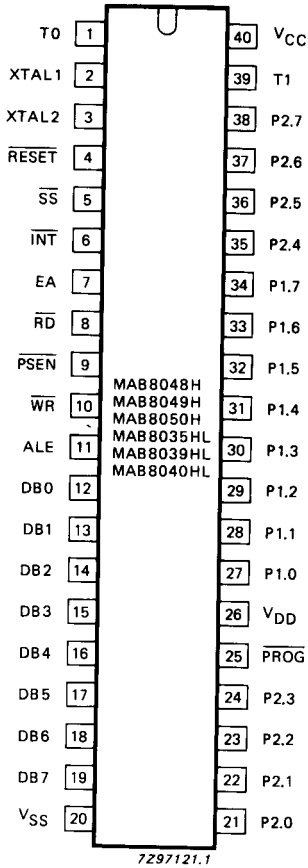 T0 1 40 VCC
XTAL1 2 39 T1
XTAL2 3 38 P2.7
RESET 4 37 P2.6
SS 5 36 P2.5
INT 6 35 P2.4
EA 7 34 P1.7
RD 8 33 P1.6
PSEN 9 32 P1.5
WR 10 31 P1.4
ALE 11 30 P1.3
MAB8048H
MAB8049H
MAB8050H
MAB8035HL
MAB8039HL
MAB8040HL
DB0 12 29 P1.2
DB1 13 28 P1.1
DB2 14 27 P1.0
DB3 15 26 VDD
DB4 16 25 PROG
DB5 17 24 P2.3
DB6 18 23 P2.2
DB7 19 22 P2.1
VSS 20 21 P2.0
7Z97121.1